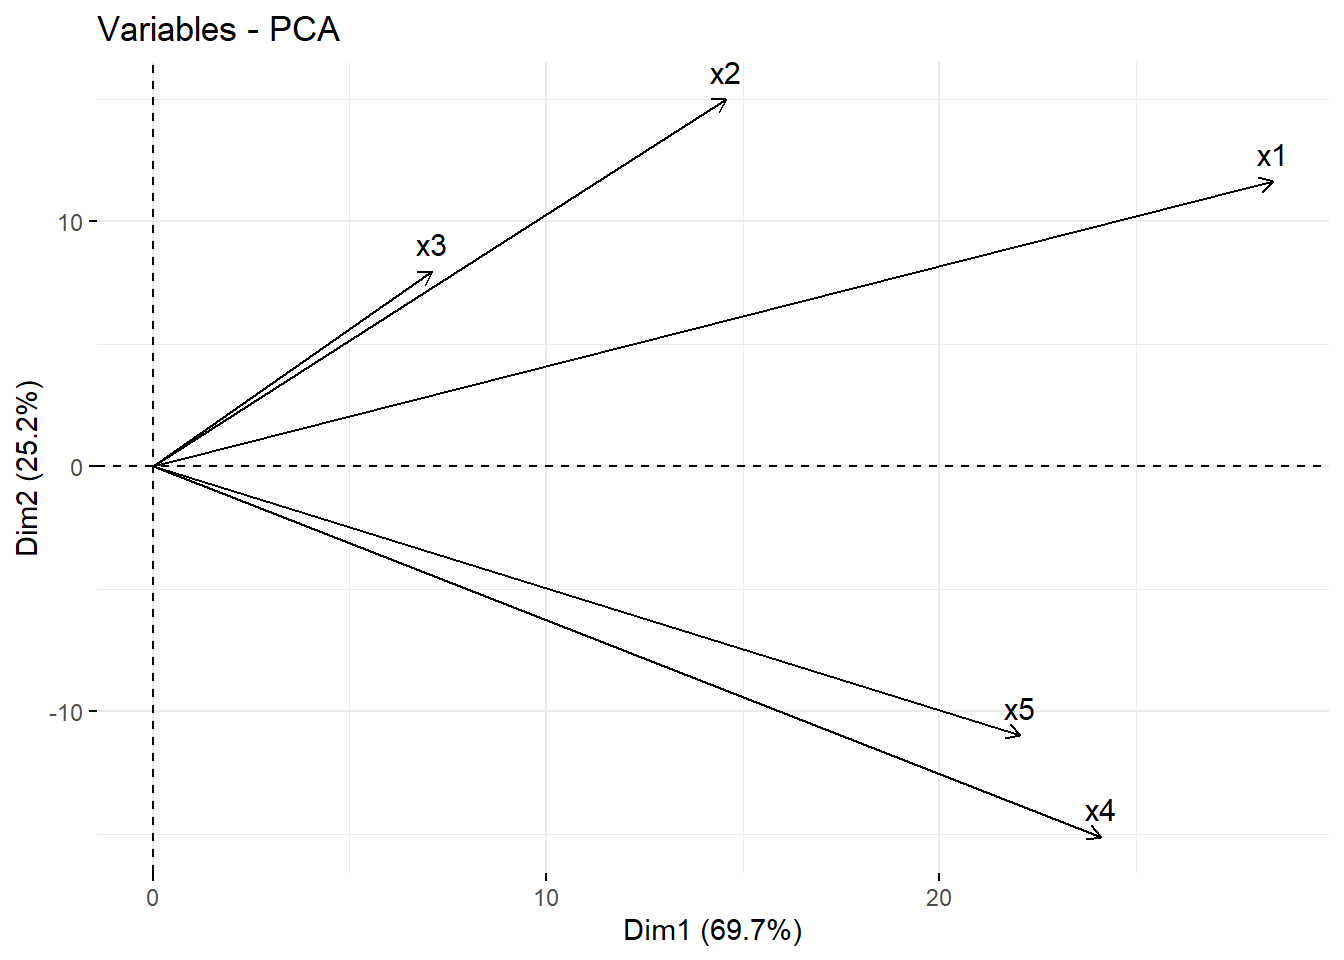 Variables - PCA
x2
x1
x3
x5
x4
10
0
-10
0
10
20
Dim2 (25.2%)
Dim1 (69.7%)